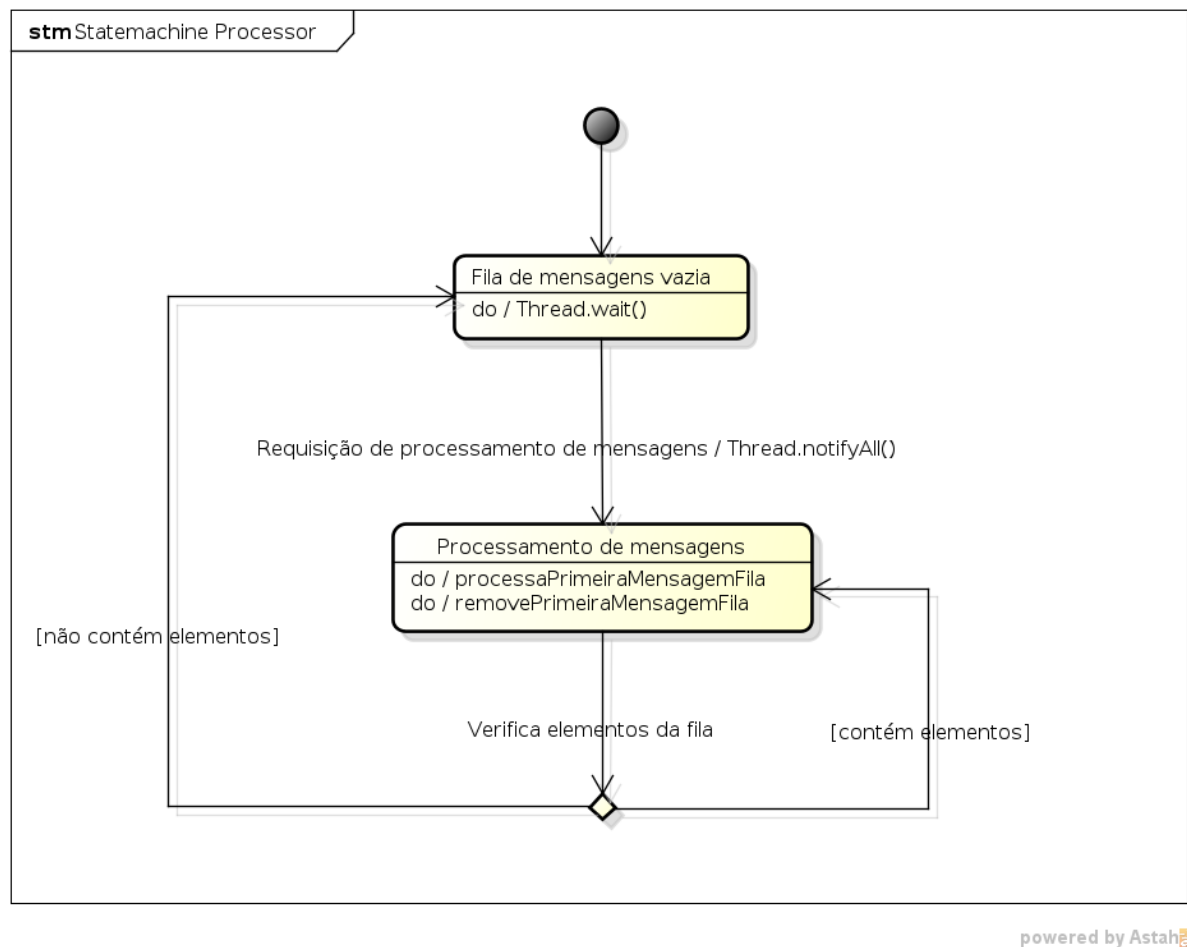 stm Statemachine Processor
Fila de mensagens vazia
do / Thread.wait()
Requisição de processamento de mensagens / Thread.notifyAll()
Processamento de mensagens
do / processaPrimeiraMensagemFila
do / removePrimeiraMensagemFila
[não contém elementos]
Verifica elementos da fila
[contém elementos]
powered by Astah